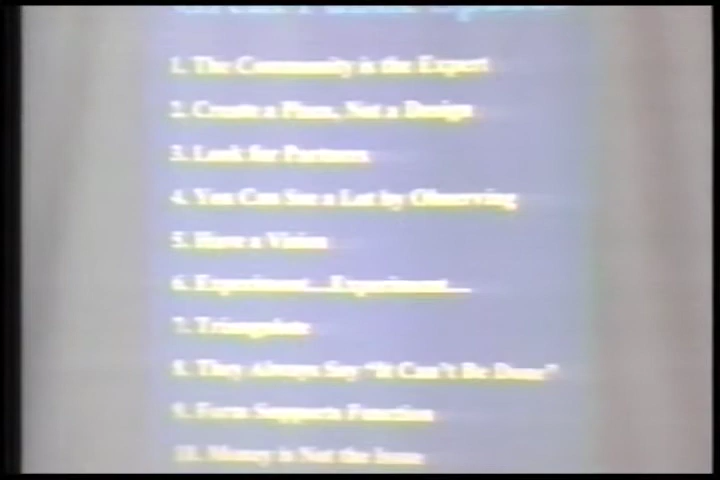 1. The Community is the Expert
2. Create a Place, Not a Design
3. Look for Partners
4. You Can See a Lot by Observing
5. Have a Vision
6. Experiment...Experiment...
7. Triangulate
8. They Always Say "It Can't Be Done"
9. Form Supports Function
10. Money is Not the Issue